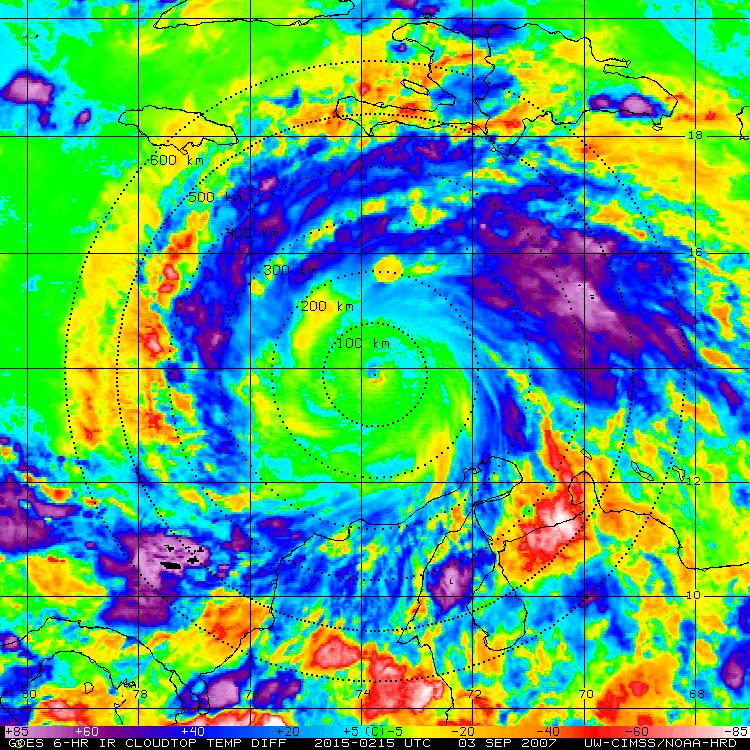 18
600 km
500 km
400 km
16
300 km
200 km
100 km
14
12
10
80 78 76 74 72 70 68
+85 +60 +40 +20 +5 (C) -5 -20 -40 -60 -85
GOES 6-HR IR CLOUDTOP TEMP DIFF 2015-0215 UTC 03 SEP 2007 UW-CIMSS/NOAA-HRD